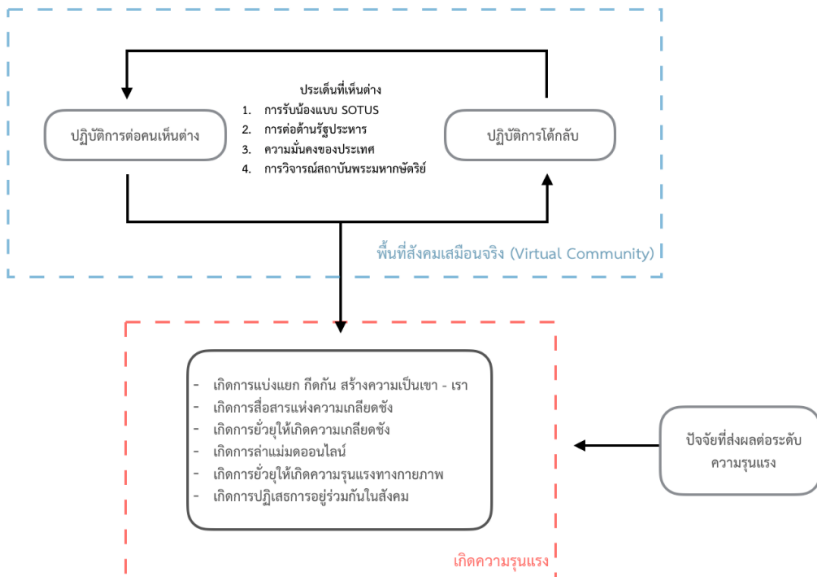 ประเด็นที่เห็นต่าง
1. การรับน้องแบบ SOTUS
2. การต่อต้านรัฐประหาร
3. ความมั่นคงของประเทศ
4. การวิจารณ์สถาบันพระมหากษัตริย์
ปฏิบัติการต่อคนเห็นต่าง
ปฏิบัติการโต้กลับ
พื้นที่สังคมเสมือนจริง (Virtual Community)
- เกิดการแบ่งแยก กีดกัน สร้างความเป็นเขา - เรา
- เกิดการสื่อสารแห่งความเกลียดชัง
- เกิดการยั่วยุให้เกิดความเกลียดชัง
- เกิดการล่าแม่มดออนไลน์
- เกิดการยั่วยุให้เกิดความรุนแรงทางกายภาพ
- เกิดการปฏิเสธการอยู่ร่วมกันในสังคม
ปัจจัยที่ส่งผลต่อระดับ
ความรุนแรง
เกิดความรุนแรง